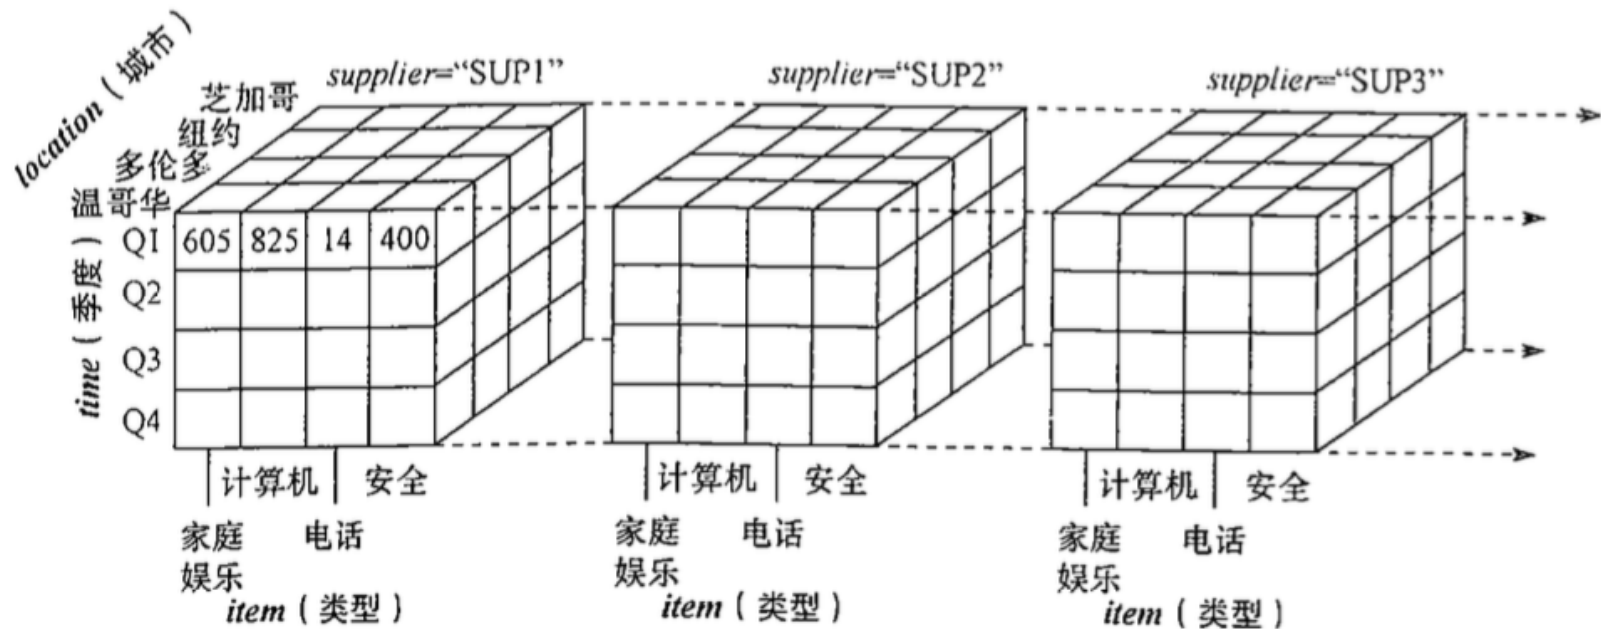 location（城市）
supplier=“SUP1”
supplier=“SUP2”
supplier=“SUP3”
芝加哥
纽约
多伦多
温哥华
time（季度）
Q1 605 825 14 400
Q2
Q3
Q4
计算机 安全
家庭娱乐 电话
item（类型）
计算机 安全
家庭娱乐 电话
item（类型）
计算机 安全
家庭娱乐 电话
item（类型）